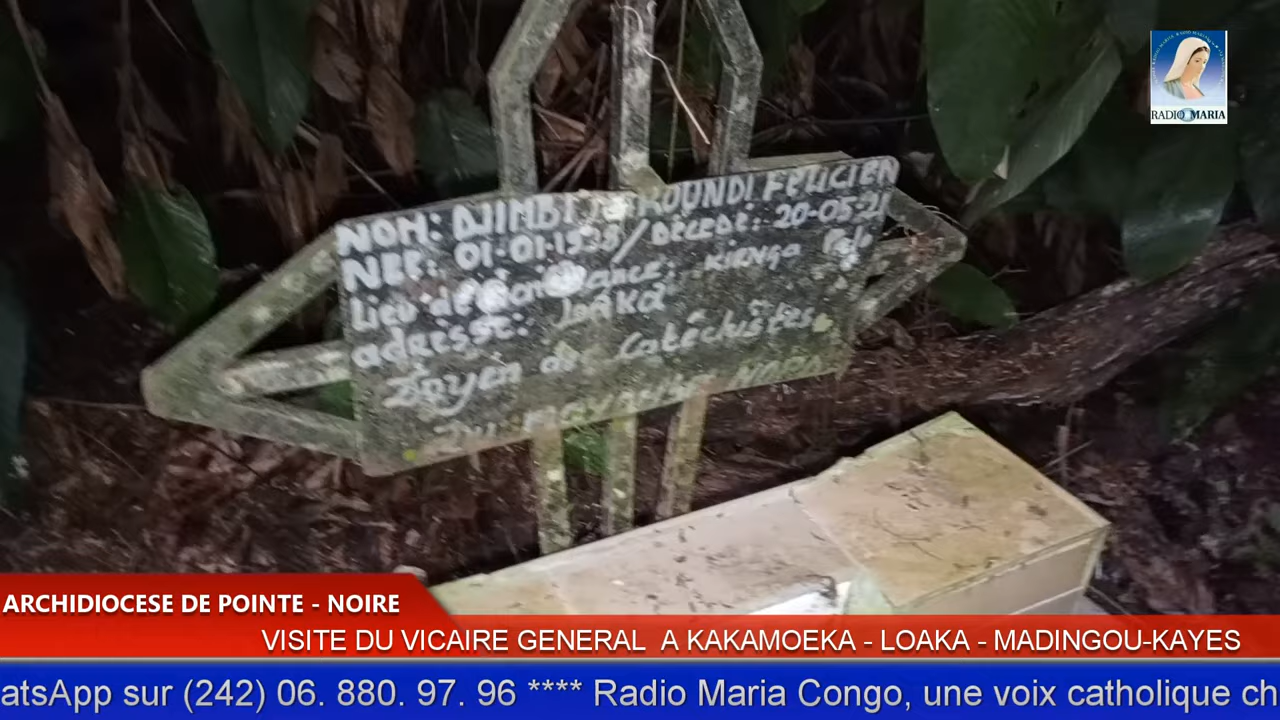 RADIO MARIA
NOM: DJIMBI KOUNDI FELICIEN
NEE: 01-01-1938/ DECEDE: 20-05-21
Lieu de naissance: KIENGA
adresse: Loaka
Doyen des Catéchistes
ARCHIDIOCESE DE POINTE - NOIRE
VISITE DU VICAIRE GENERAL A KAKAMOEKA - LOAKA - MADINGOU-KAYES
atsApp sur (242) 06. 880. 97. 96 **** Radio Maria Congo, une voix catholique ch